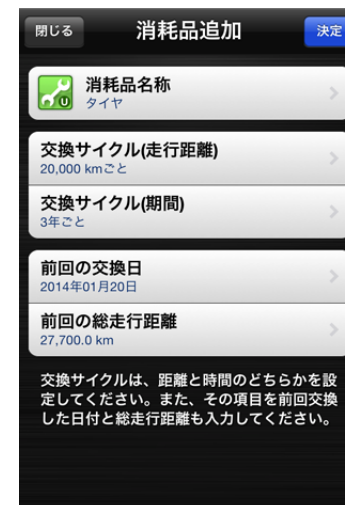 閉じる
消耗品追加
決定
消耗品名称
タイヤ
交換サイクル(走行距離)
20,000 kmごと
交換サイクル(期間)
3年ごと
前回の交換日
2014年01月20日
前回の総走行距離
27,700.0 km
交換サイクルは、距離と時間のどちらかを設
定してください。また、その項目を前回交換
した日付と総走行距離も入力してください。
U